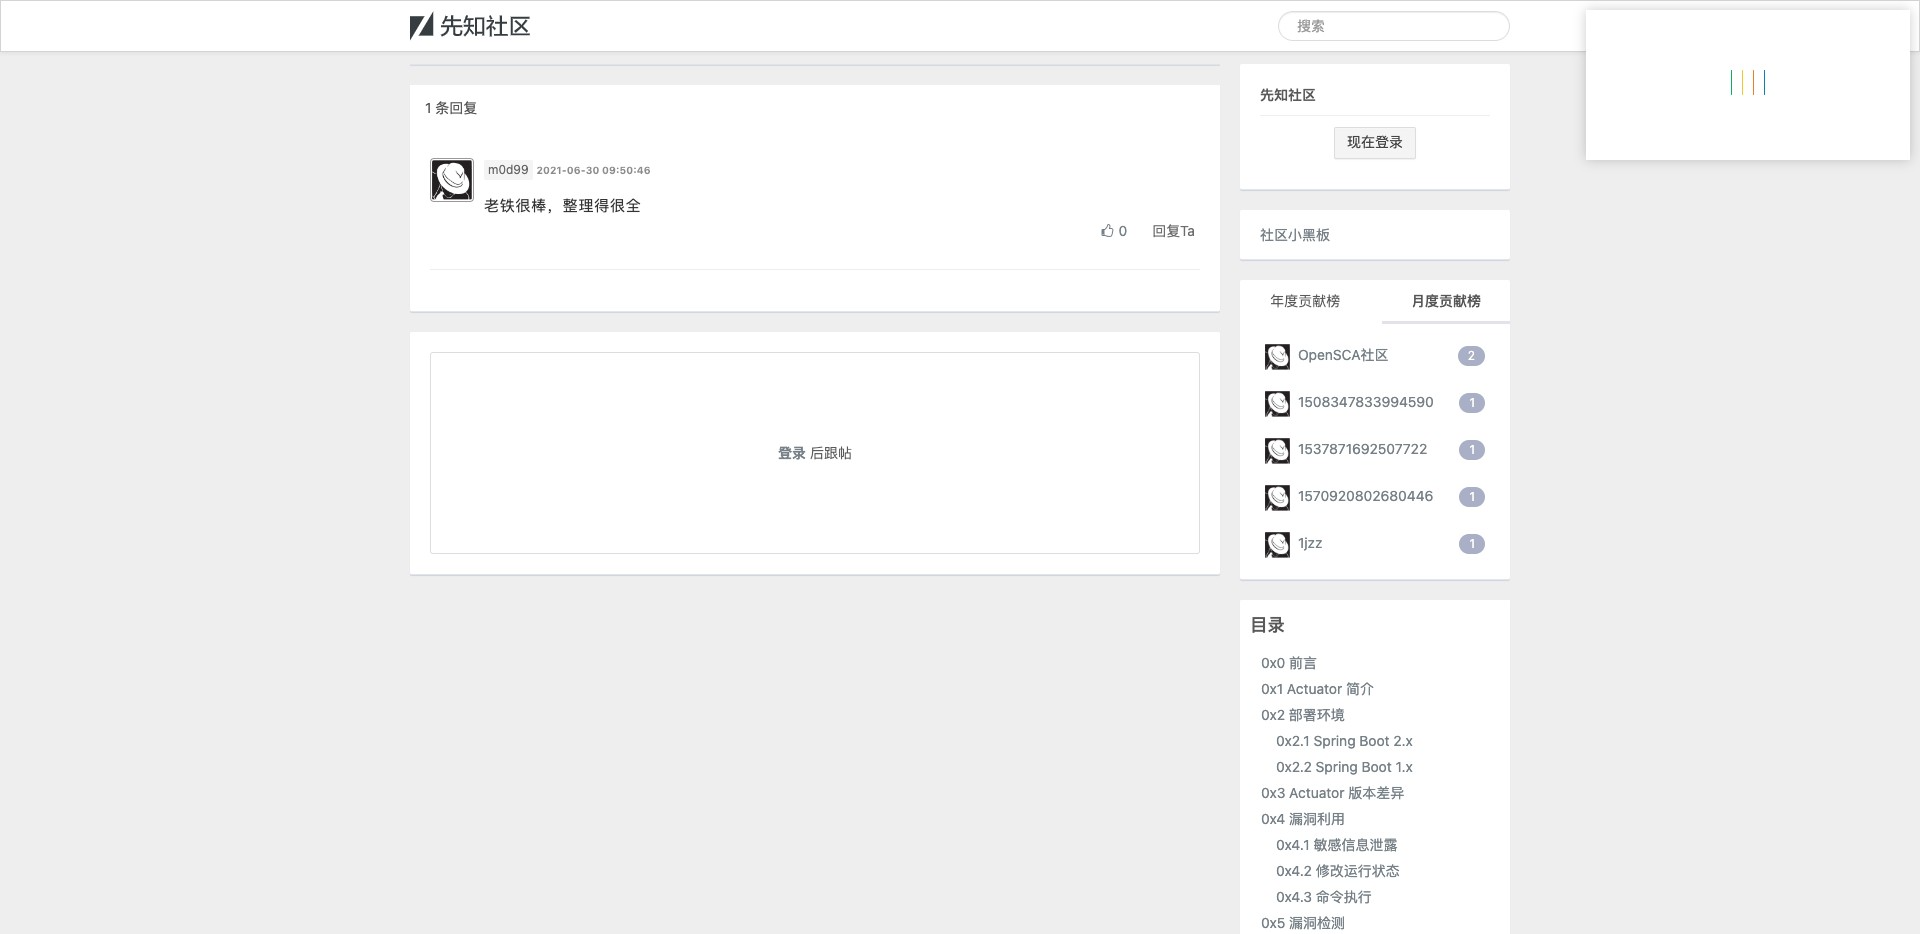 先知社区
搜索
1 条回复
m0d99 2021-06-30 09:50:46
老铁很棒，整理得很全
0 回复Ta
登录 后跟帖
先知社区
现在登录
社区小黑板
年度贡献榜 月度贡献榜
OpenSCA社区 2
1508347833994590 1
1537871692507722 1
1570920802680446 1
1jzz 1
目录
0x0 前言
0x1 Actuator 简介
0x2 部署环境
0x2.1 Spring Boot 2.x
0x2.2 Spring Boot 1.x
0x3 Actuator 版本差异
0x4 漏洞利用
0x4.1 敏感信息泄露
0x4.2 修改运行状态
0x4.3 命令执行
0x5 漏洞检测